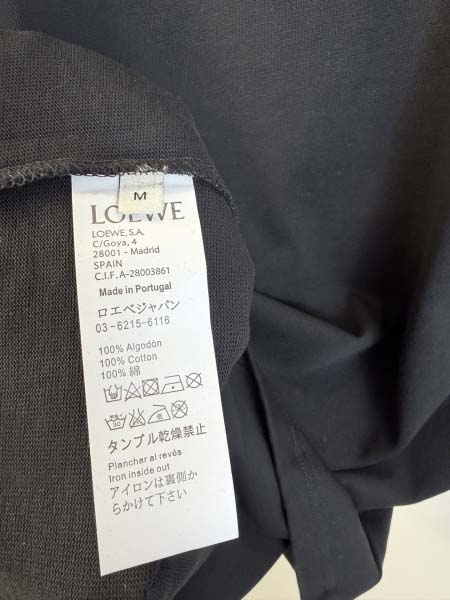 M
LOEWE
LOEWE, S.A.
C/Goya, 4
28001 - Madrid
SPAIN
C.I.F. A-28003861
Made in Portugal
ロエベジャパン
03-6215-6116
100% Algodón
100% Cotton
100% 綿
タンブル乾燥禁止
Planchar al revés
Iron inside out
アイロンは裏側か
らかけて下さい